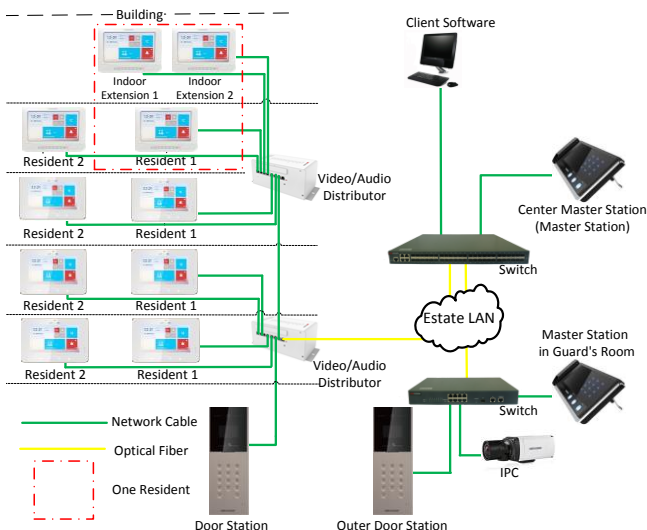 Building
Client Software
Indoor
Extension 1
Indoor
Extension 2
Resident 2
Resident 1
Video/Audio
Distributor
Center Master Station
(Master Station)
Resident 2
Resident 1
Switch
Resident 2
Resident 1
Estate LAN
Master Station
in Guard's Room
Resident 2
Resident 1
Video/Audio
Distributor
Switch
Network Cable
Optical Fiber
IPC
One Resident
Door Station
Outer Door Station